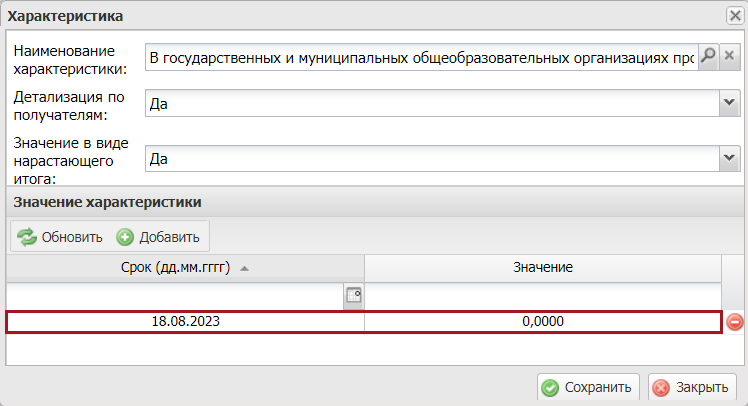 Характеристика
Наименование
характеристики:
В государственных и муниципальных общеобразовательных организациях
Детализация по
получателям:
Да
Значение в виде
нарастающего
итога:
Да
Значение характеристики
Обновить Добавить
Срок (дд.мм.гггг) Значение
18.08.2023 0,0000
Сохранить Закрыть